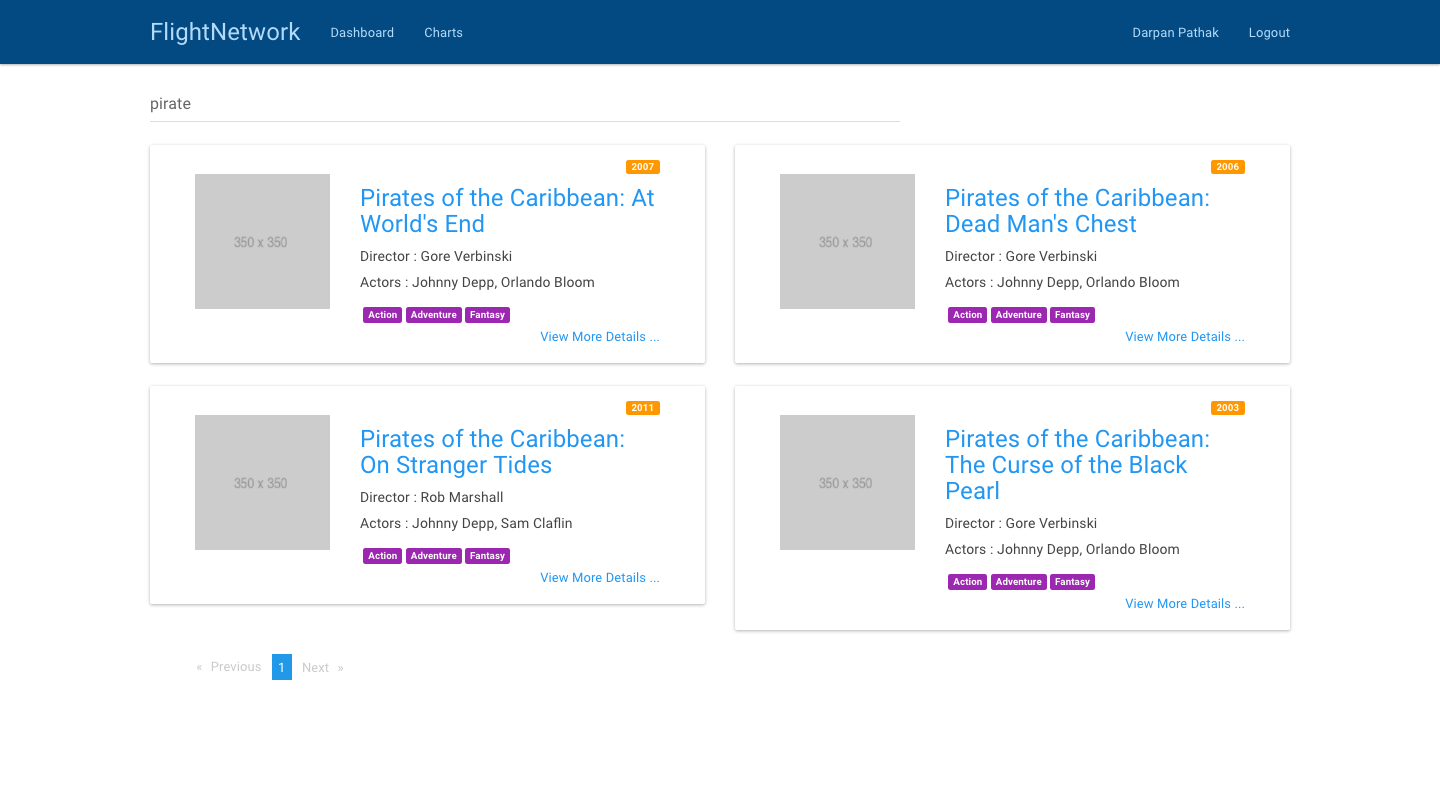 FlightNetwork Dashboard Charts Darpan Pathak Logout
pirate
2007
350 x 350
Pirates of the Caribbean: At
World's End
Director : Gore Verbinski
Actors : Johnny Depp, Orlando Bloom
Action Adventure Fantasy
View More Details ...
2006
350 x 350
Pirates of the Caribbean:
Dead Man's Chest
Director : Gore Verbinski
Actors : Johnny Depp, Orlando Bloom
Action Adventure Fantasy
View More Details ...
2011
350 x 350
Pirates of the Caribbean:
On Stranger Tides
Director : Rob Marshall
Actors : Johnny Depp, Sam Claflin
Action Adventure Fantasy
View More Details ...
2003
350 x 350
Pirates of the Caribbean:
The Curse of the Black
Pearl
Director : Gore Verbinski
Actors : Johnny Depp, Orlando Bloom
Action Adventure Fantasy
View More Details ...
« Previous 1 Next »